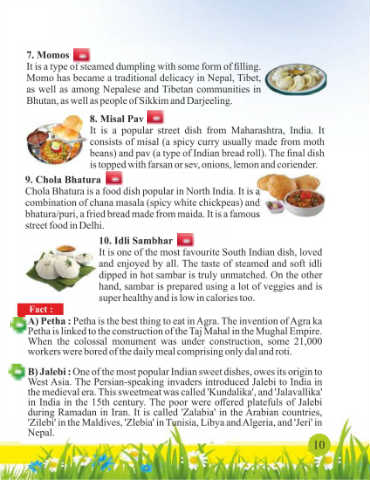 7. Momos
It is a type of steamed dumpling with some form of filling.
Momo has became a traditional delicacy in Nepal, Tibet,
as well as among Nepalese and Tibetan communities in
Bhutan, as well as people of Sikkim and Darjeeling.
8. Misal Pav
It is a popular street dish from Maharashtra, India. It
consists of misal (a spicy curry usually made from moth
beans) and pav (a type of Indian bread roll). The final dish
is topped with farsan or sev, onions, lemon and coriender.
9. Chola Bhatura
Chola Bhatura is a food dish popular in North India. It is a
combination of chana masala (spicy white chickpeas) and
bhatura/puri, a fried bread made from maida. It is a famous
street food in Delhi.
10. Idli Sambhar
It is one of the most favourite South Indian dish, loved
and enjoyed by all. The taste of steamed and soft idli
dipped in hot sambar is truly unmatched. On the other
hand, sambar is prepared using a lot of veggies and is
super healthy and is low in calories too.
Fact :
A) Petha : Petha is the best thing to eat in Agra. The invention of Agra ka
Petha is linked to the construction of the Taj Mahal in the Mughal Empire.
When the colossal monument was under construction, some 21,000
workers were bored of the daily meal comprising only dal and roti.
B) Jalebi : One of the most popular Indian sweet dishes, owes its origin to
West Asia. The Persian-speaking invaders introduced Jalebi to India in
the medieval era. This sweetmeat was called 'Kundalika', and 'Jalavallika'
in India in the 15th century. The poor were offered platefuls of Jalebi
during Ramadan in Iran. It is called 'Zalabia' in the Arabian countries,
'Zilebi' in the Maldives, 'Zlebia' in Tunisia, Libya and Algeria, and 'Jeri' in
Nepal.
10